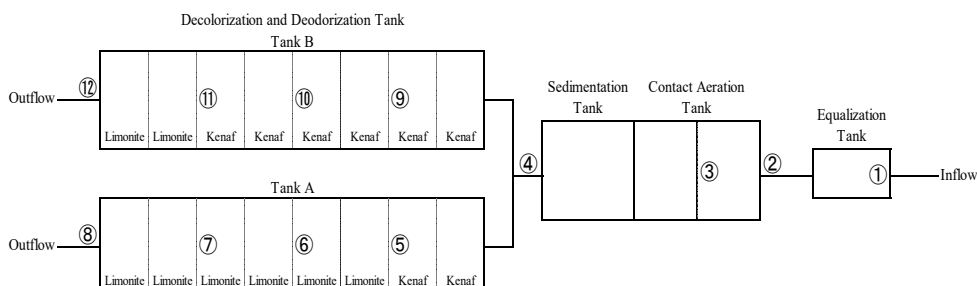 Decolorization and Deodorization Tank
Tank B
⑫
Outflow
⑪
⑩
⑨
Limonite Limonite Kenaf Kenaf Kenaf Kenaf Kenaf Kenaf
Sedimentation
Tank
Contact Aeration
Tank
Equalization
Tank
④
③
②
①
Inflow
Tank A
⑧
Outflow
⑦
⑥
⑤
Limonite Limonite Limonite Limonite Limonite Limonite Kenaf Kenaf